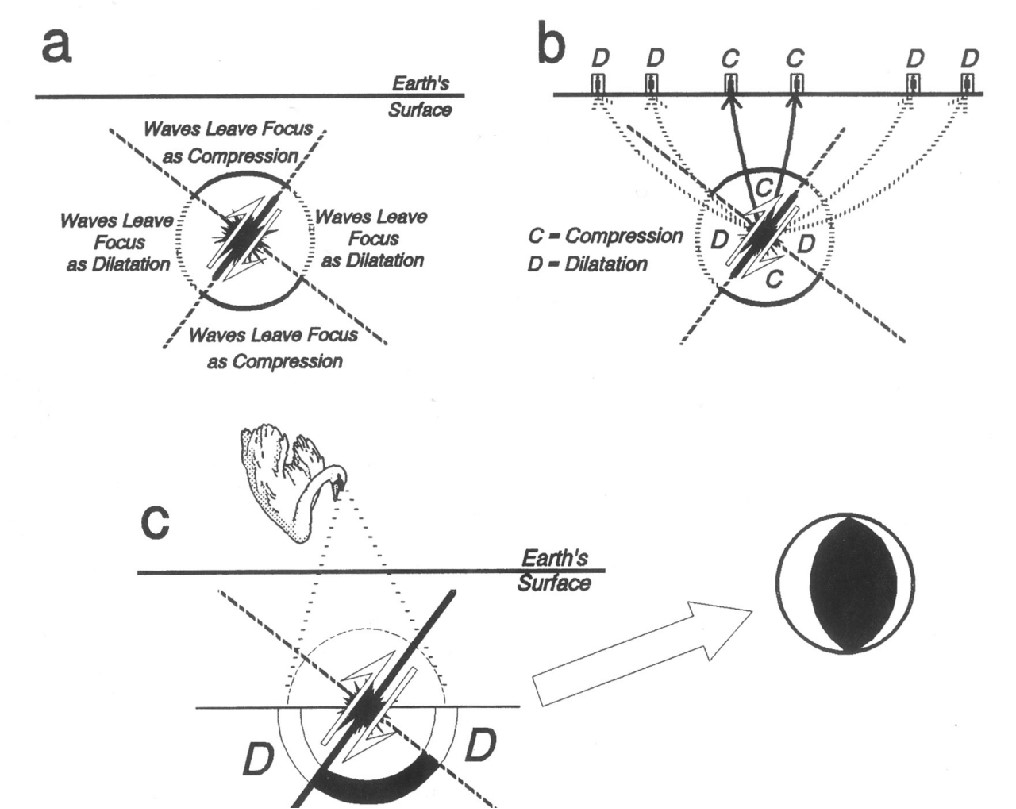 a
Earth's
Surface
Waves Leave Focus
as Compression
Waves Leave
Focus
as Dilatation
Waves Leave
Focus
as Dilatation
Waves Leave Focus
as Compression
b
D D C C D D
C
D D
C
C = Compression
D = Dilatation
c
Earth's
Surface
D D